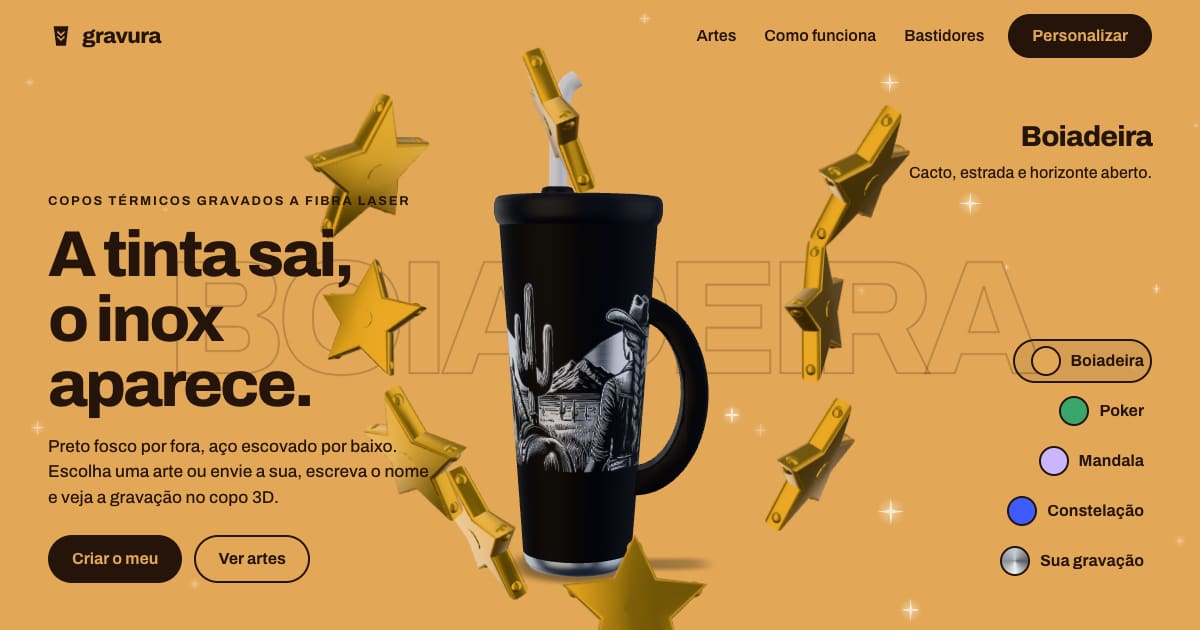 gravura
Artes
Como funciona
Bastidores
Personalizar
Boiadeira
Cacto, estrada e horizonte aberto.
COPOS TÉRMICOS GRAVADOS A FIBRA LASER
A tinta sai,
o inox
aparece.
BOIADEIRA
Preto fosco por fora, aço escovado por baixo.
Escolha uma arte ou envie a sua, escreva o nome
e veja a gravação no copo 3D.
Criar o meu
Ver artes
Boiadeira
Poker
Mandala
Constelação
Sua gravação